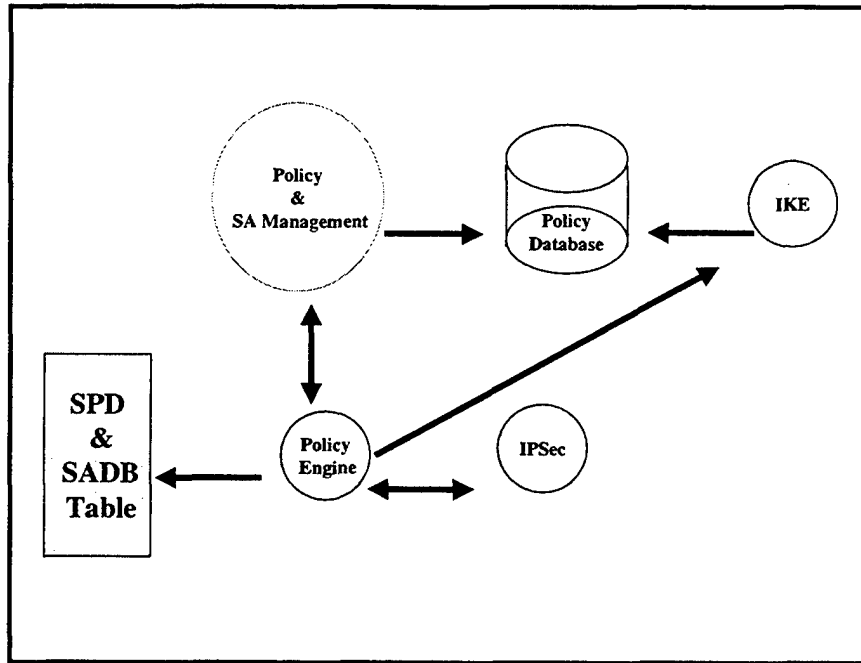 Policy
&
SA Management
Policy
Database
IKE
SPD
&
SADB
Table
Policy
Engine
IPSec